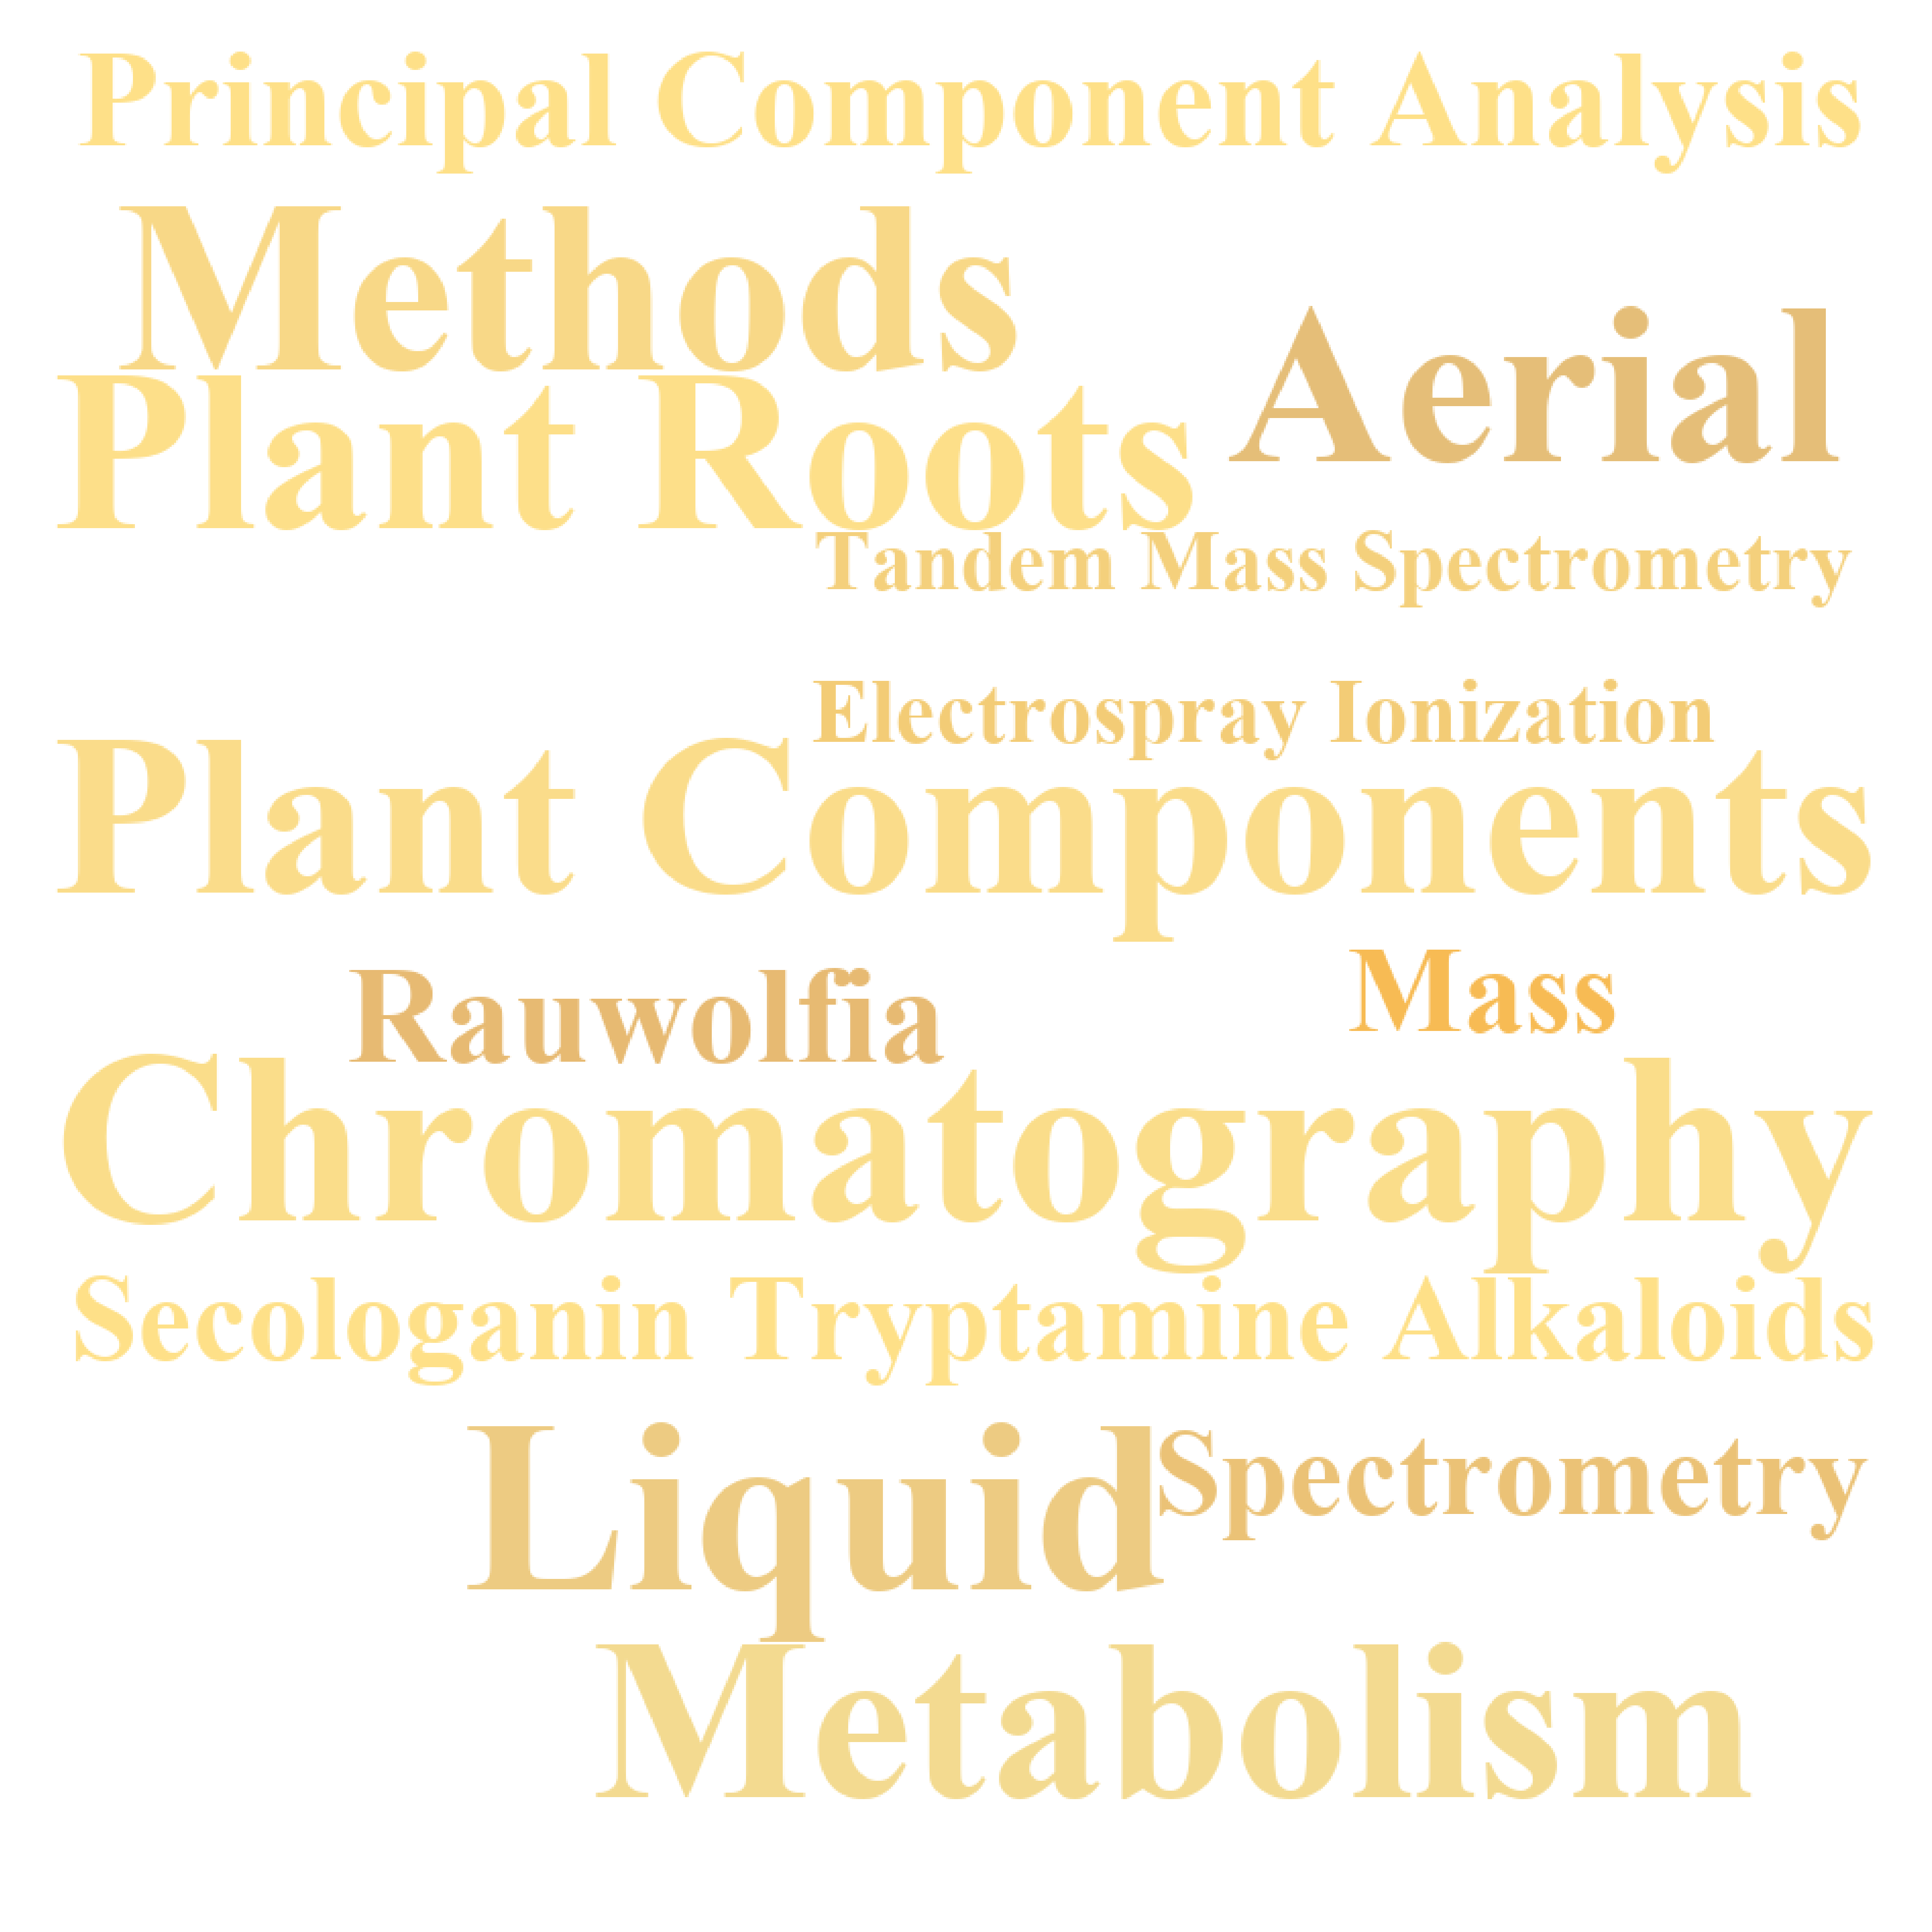 Principal Component Analysis
Methods
Aerial
Plant Roots
Tandem Mass Spectrometry
Electrospray Ionization
Plant Components
Rauwolfia
Mass
Chromatography
Secologanin Tryptamine Alkaloids
Liquid
Spectrometry
Metabolism